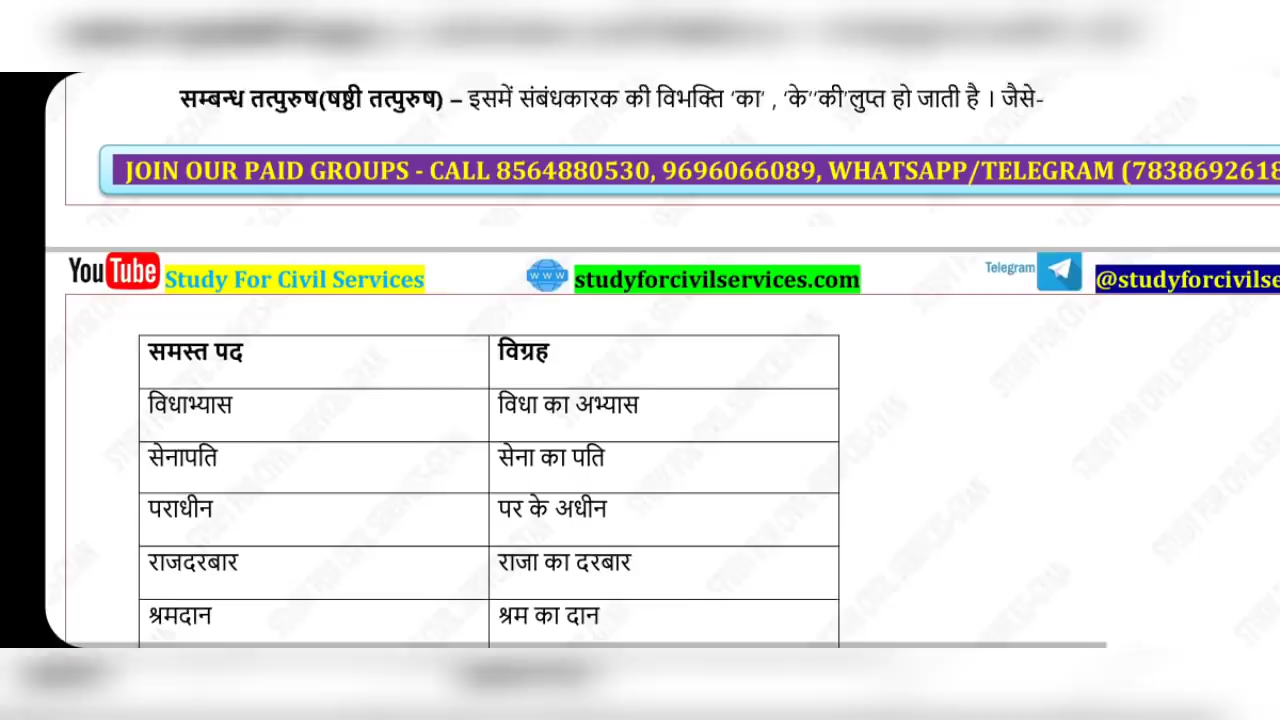 सम्बन्ध तत्पुरुष(षष्ठी तत्पुरुष) – इसमें संबंधकारक की विभक्ति ‘का’ , ‘के’‘की’लुप्त हो जाती है । जैसे-
JOIN OUR PAID GROUPS - CALL 8564880530, 9696066089, WHATSAPP/TELEGRAM (7838692618
YouTube Study For Civil Services www studyforcivilservices.com Telegram @studyforcivilse
समस्त पद विग्रह
विधाभ्यास विधा का अभ्यास
सेनापति सेना का पति
पराधीन पर के अधीन
राजदरबार राजा का दरबार
श्रमदान श्रम का दान